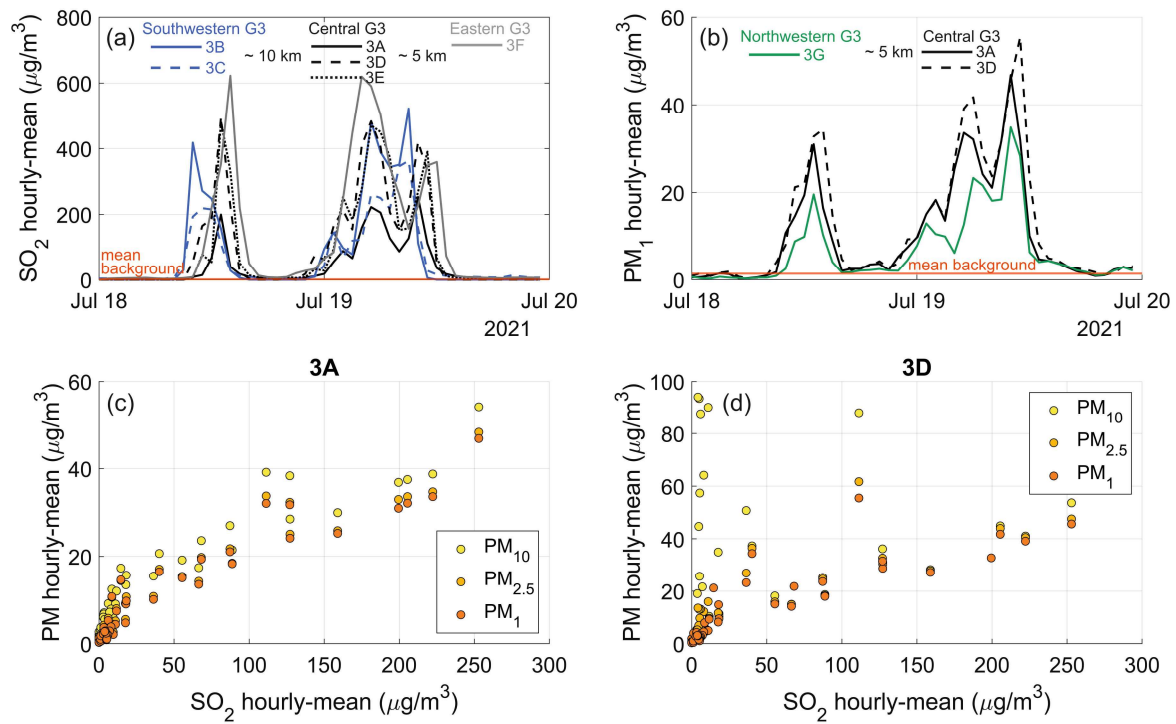 (a)
Southwestern G3
3B
3C
~ 10 km
Central G3
3A
3D
3E
~ 5 km
Eastern G3
3F
SO2 hourly-mean (μg/m3)
800
600
400
200
0
mean
background
Jul 18
Jul 19
Jul 20
2021
(b)
Northwestern G3
3G
~ 5 km
Central G3
3A
3D
PM1 hourly-mean (μg/m3)
60
40
20
0
mean background
Jul 18
Jul 19
Jul 20
2021
3A
(c)
PM hourly-mean (μg/m3)
60
40
20
0
PM10
PM2.5
PM1
0 50 100 150 200 250 300
SO2 hourly-mean (μg/m3)
3D
(d)
PM hourly-mean (μg/m3)
100
80
60
40
20
0
PM10
PM2.5
PM1
0 50 100 150 200 250 300
SO2 hourly-mean (μg/m3)